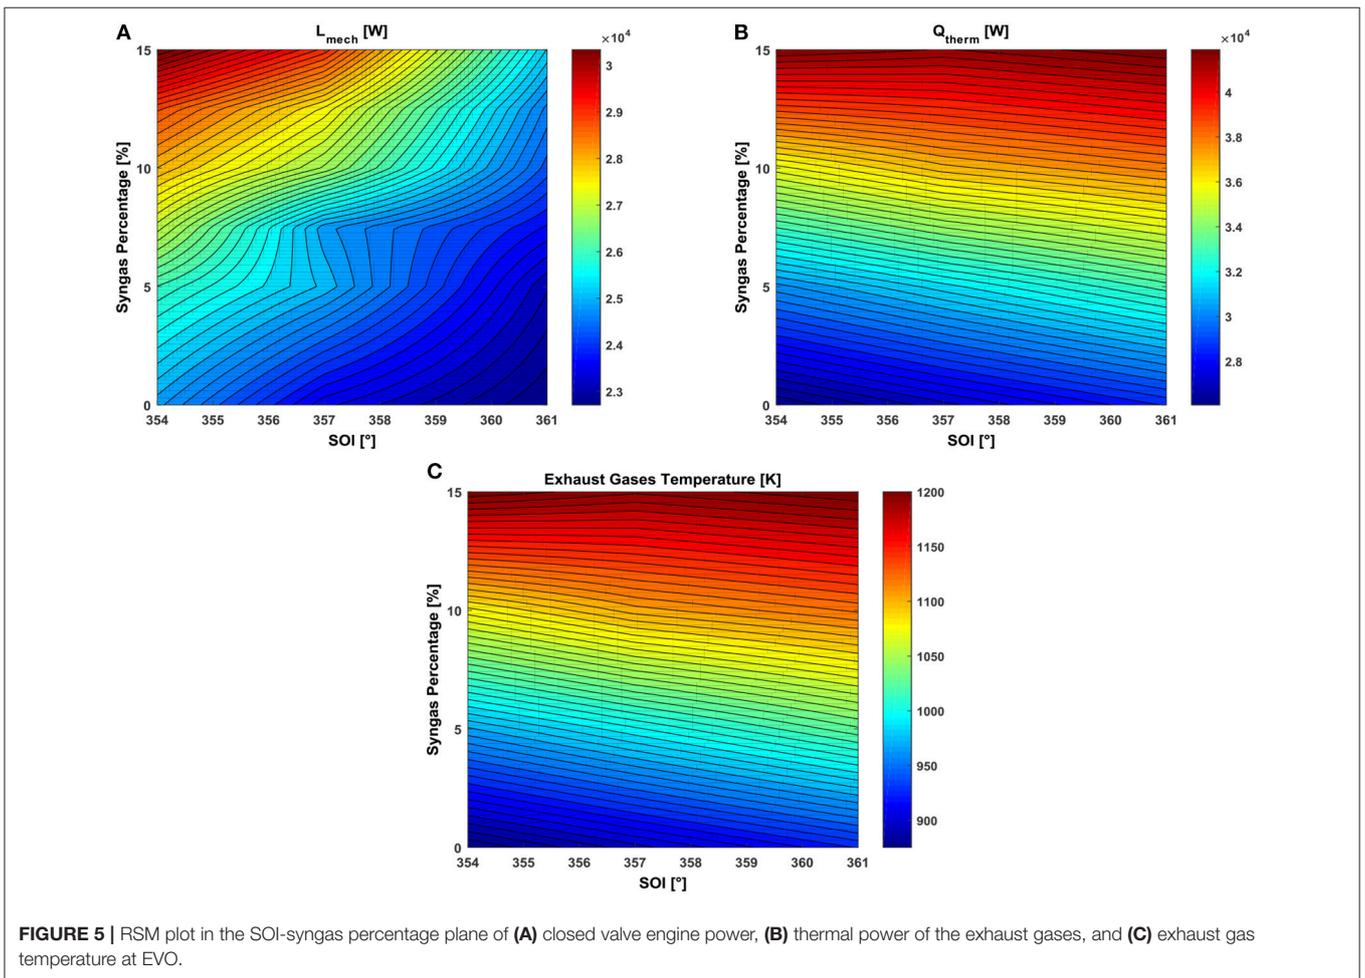 A
L_mech [W]
×10^4
15
10
5
0
Syngas Percentage [%]
354 355 356 357 358 359 360 361
SOI [°]
3
2.9
2.8
2.7
2.6
2.5
2.4
2.3
B
Q_therm [W]
×10^4
15
10
5
0
Syngas Percentage [%]
354 355 356 357 358 359 360 361
SOI [°]
4
3.8
3.6
3.4
3.2
3
2.8
C
Exhaust Gases Temperature [K]
15
10
5
0
Syngas Percentage [%]
354 355 356 357 358 359 360 361
SOI [°]
1200
1150
1100
1050
1000
950
900
FIGURE 5 | RSM plot in the SOI-syngas percentage plane of (A) closed valve engine power, (B) thermal power of the exhaust gases, and (C) exhaust gas
temperature at EVO.